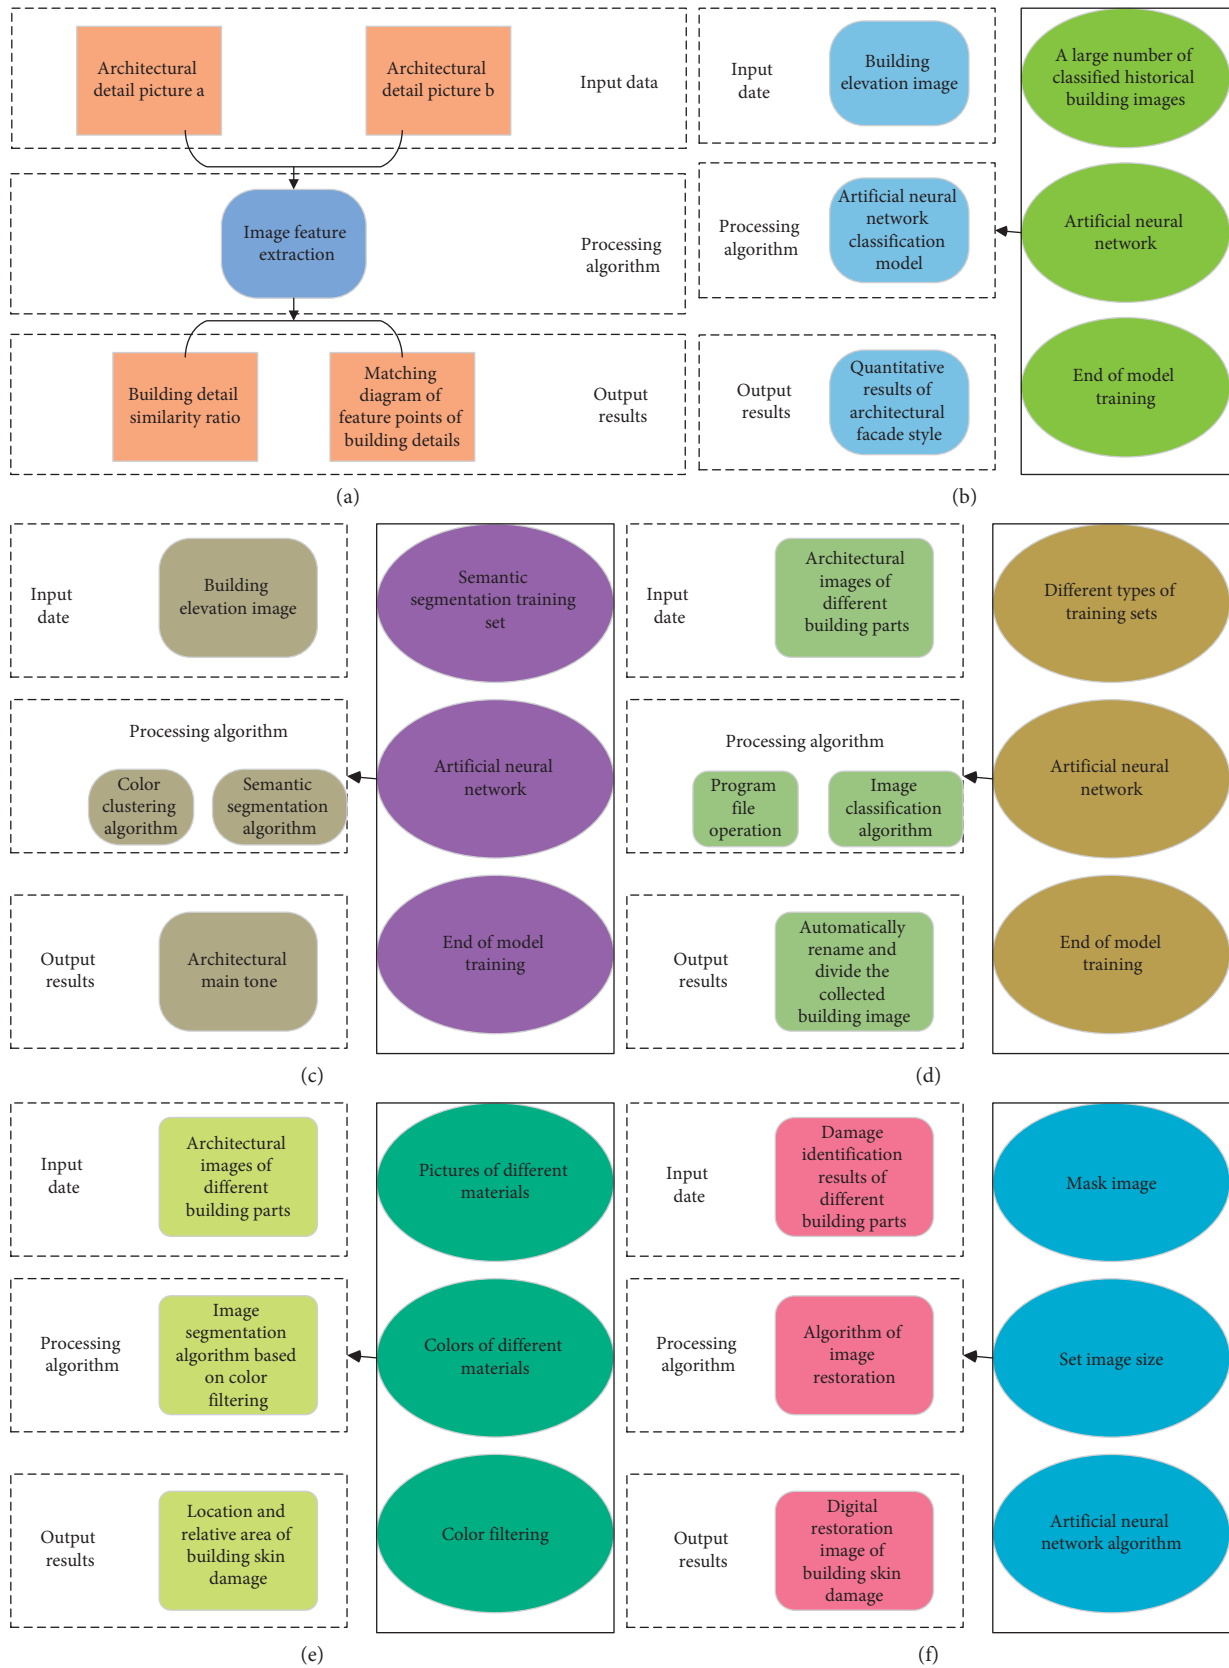 Architectural
detail picture a
Architectural
detail picture b
Input data
Image feature
extraction
Processing
algorithm
Building detail
similarity ratio
Matching
diagram of
feature points of
building details
Output
results
(a)
Input
date
Building
elevation image
Processing
algorithm
Artificial neural
network
classification
model
Output
results
Quantitative
results of
architectural
facade style
A large number of
classified historical
building images
Artificial neural
network
End of model
training
(b)
Input
date
Building
elevation image
Processing algorithm
Color
clustering
algorithm
Semantic
segmentation
algorithm
Output
results
Architectural
main tone
Semantic
segmentation training
set
Artificial neural
network
End of model
training
(c)
Input
date
Architectural
images of
different
building parts
Processing algorithm
Program
file
operation
Image
classification
algorithm
Output
results
Automatically
rename and
divide the
collected
building image
Different types of
training sets
Artificial neural
network
End of model
training
(d)
Input
date
Architectural
images of
different
building parts
Processing
algorithm
Image
segmentation
algorithm based
on color
filtering
Output
results
Location and
relative area of
building skin
damage
Pictures of different
materials
Colors of different
materials
Color filtering
(e)
Input
date
Damage
identification
results of
different
building parts
Processing
algorithm
Algorithm of
image
restoration
Output
results
Digital
restoration
image of
building skin
damage
Mask image
Set image size
Artificial neural
network algorithm
(f)